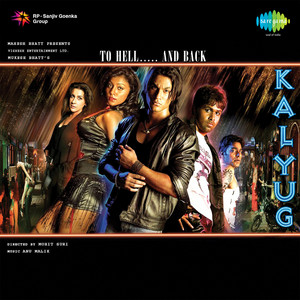 RP-Sanjiv Goenka
Group
SAREGAMA
MAHESH BHATT PRESENTS
VISHESH ENTERTAINMENT LTD.
MUKESH BHATT'S
TO HELL..... AND BACK
KALYUG
DIRECTED BY MOHIT SURI
MUSIC ANU MALIK